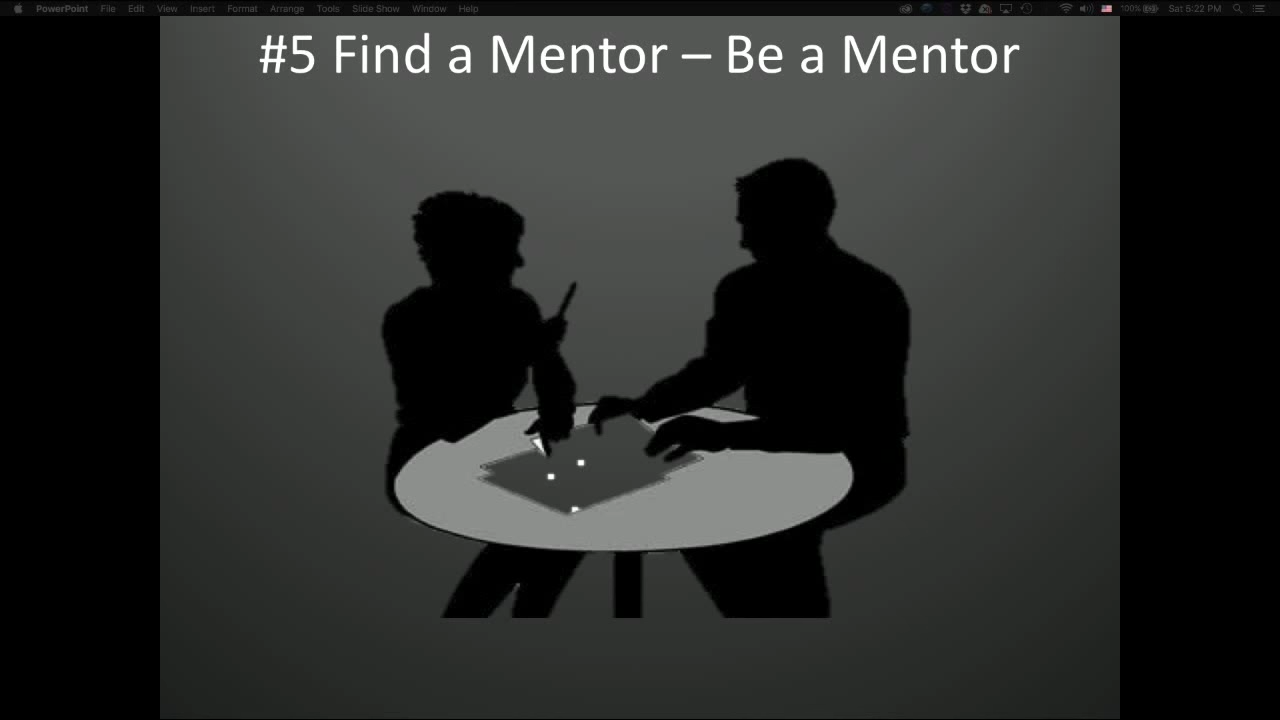 PowerPoint File Edit View Insert Format Arrange Tools Slide Show Window Help 100% Sat 5:22 PM
#5 Find a Mentor – Be a Mentor